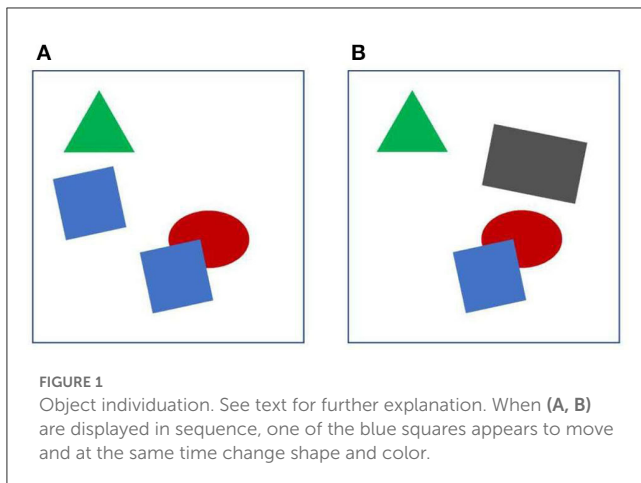 A B
FIGURE 1
Object individuation. See text for further explanation. When (A, B)
are displayed in sequence, one of the blue squares appears to move
and at the same time change shape and color.